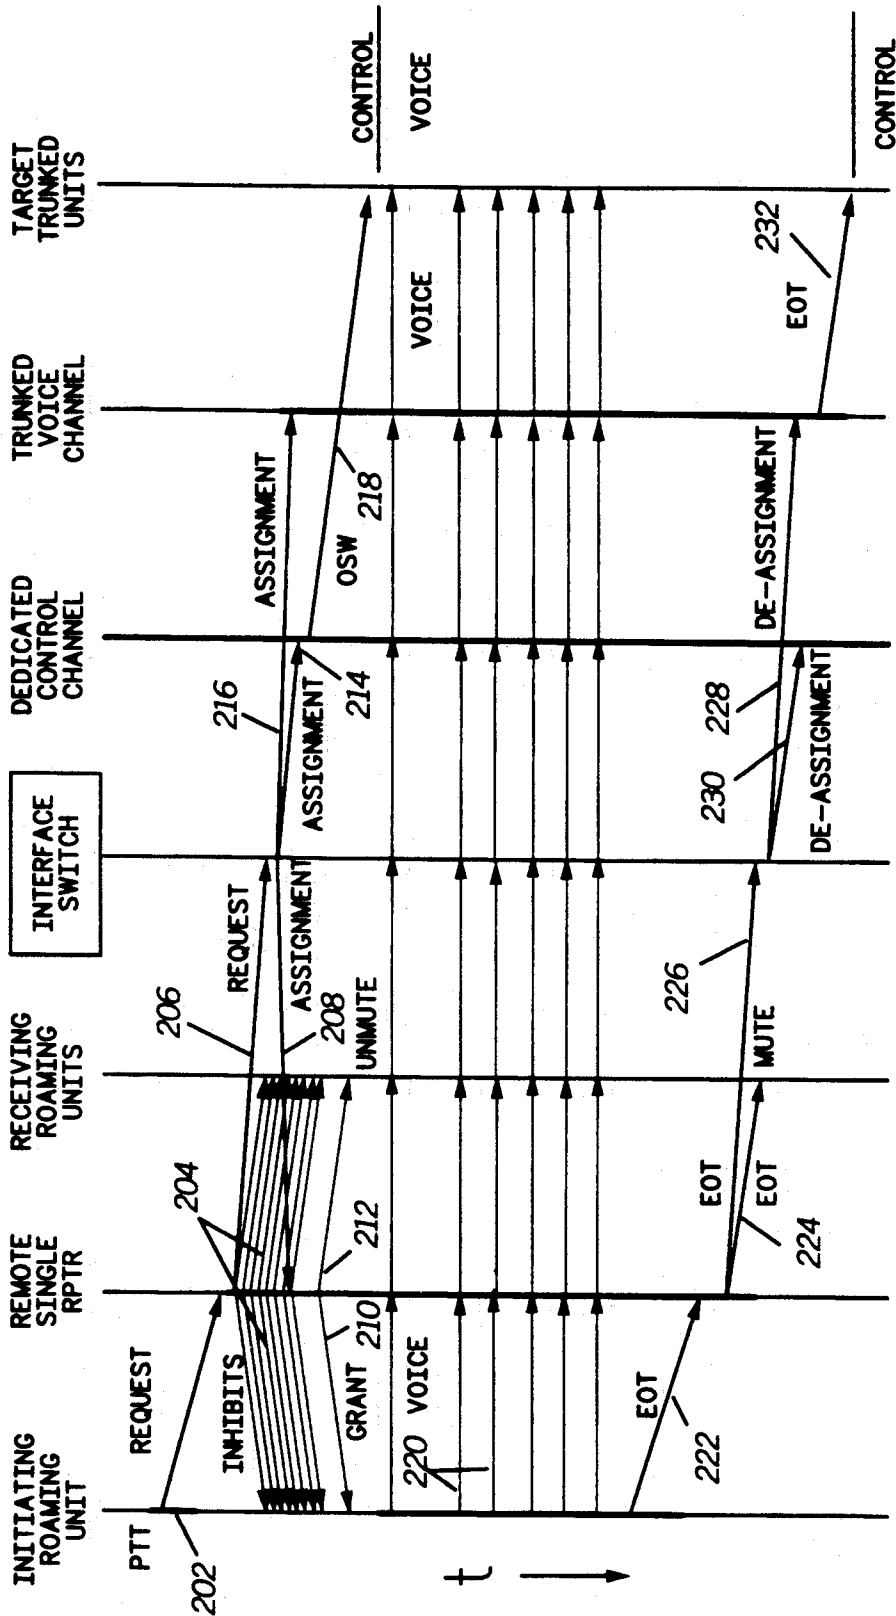 INITIATING
ROAMING
UNIT
REMOTE
SINGLE
RPTR
RECEIVING
ROAMING
UNITS
INTERFACE
SWITCH
DEDICATED
CONTROL
CHANNEL
TRUNKED
VOICE
CHANNEL
TARGET
TRUNKED
UNITS
PTT
202
REQUEST
204
INHIBITS
206
REQUEST
216
ASSIGNMENT
ASSIGNMENT
208
ASSIGNMENT
214
OSW
218
GRANT
210
212
UNMUTE
CONTROL
VOICE
220
VOICE
VOICE
t
EOT
222
EOT
EOT
224
MUTE
226
228
230
DE-ASSIGNMENT
DE-ASSIGNMENT
EOT
232
CONTROL